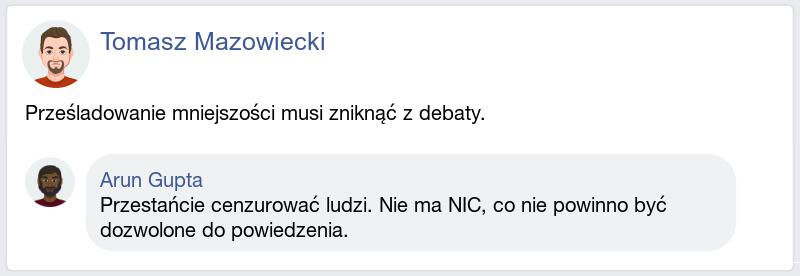 Tomasz Mazowiecki
Prześladowanie mniejszości musi zniknąć z debaty.
Arun Gupta
Przestańcie cenzurować ludzi. Nie ma NIC, co nie powinno być
dozwolone do powiedzenia.